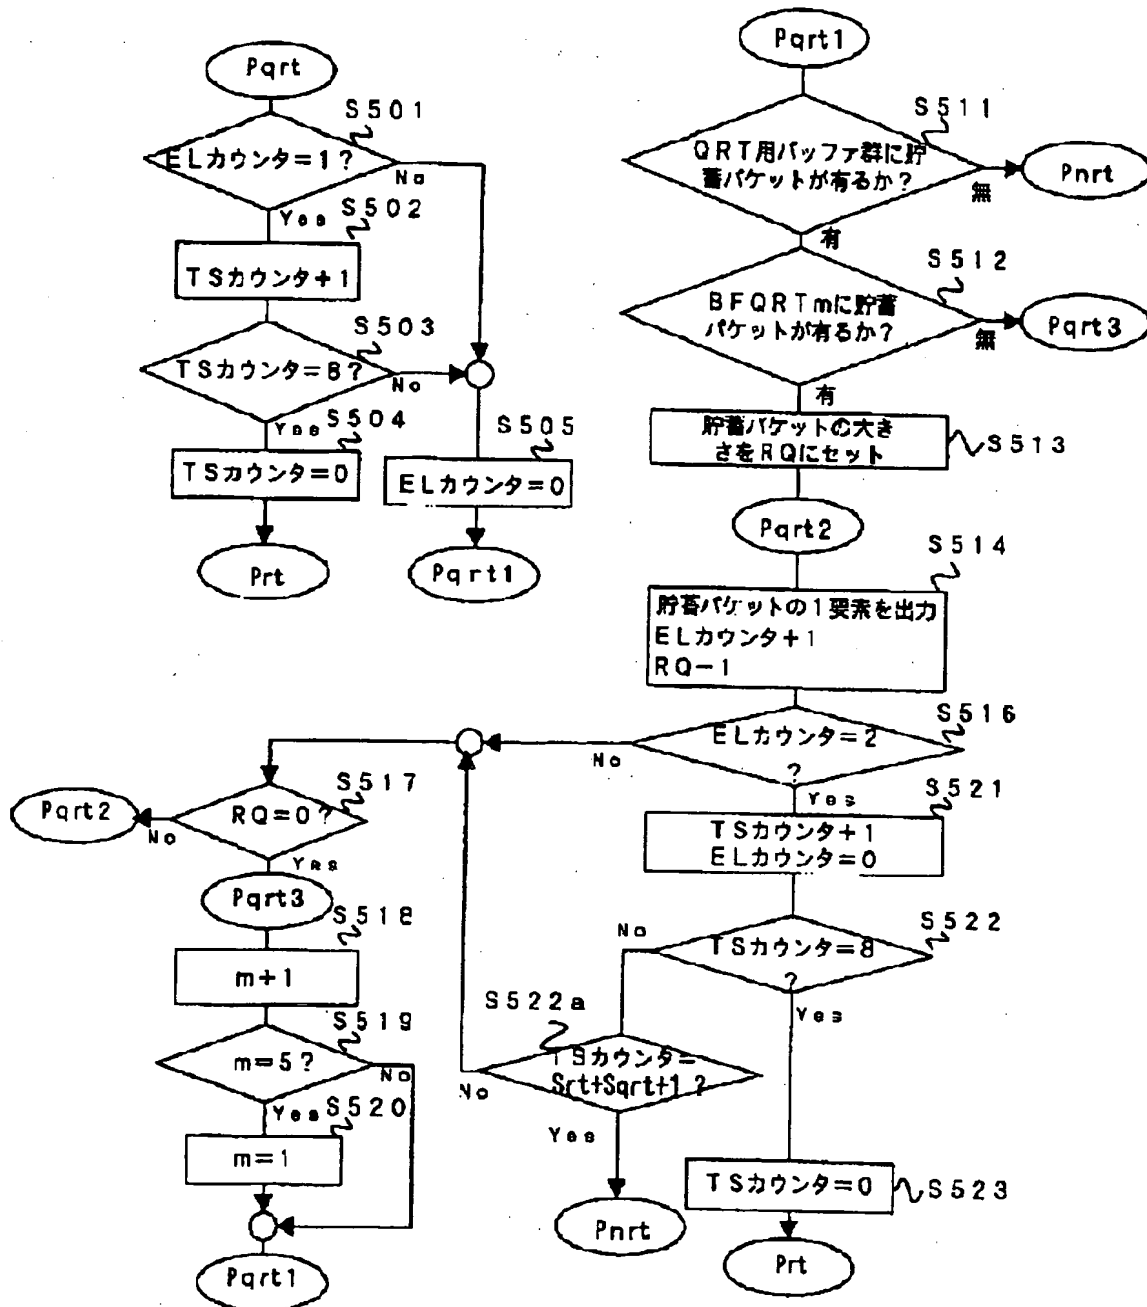 Pqrt
S501
ELカウンタ=1?
No
Yes
S502
TSカウンタ+1
S503
TSカウンタ=8?
No
Yes
S504
TSカウンタ=0
Prt
S505
ELカウンタ=0
Pqrt1
Pqrt1
S511
QRT用バッファ群に貯
蓄パケットが有るか?
無
Pnrt
有
S512
BFQRTmに貯蓄
パケットが有るか?
無
Pqrt3
有
貯蓄パケットの大き
さをRQにセット
S513
Pqrt2
S514
貯蓄パケットの1要素を出力
ELカウンタ+1
RQ-1
S516
ELカウンタ=2
?
No
Yes
S521
TSカウンタ+1
ELカウンタ=0
S522
TSカウンタ=8
?
No
Yes
S522a
TSカウンタ=
Srt+Sqrt+1?
No
Yes
Pnrt
TSカウンタ=0
S523
Prt
S517
RQ=0?
No
Pqrt2
Yes
Pqrt3
S518
m+1
S519
m=5?
No
Yes
S520
m=1
Pqrt1